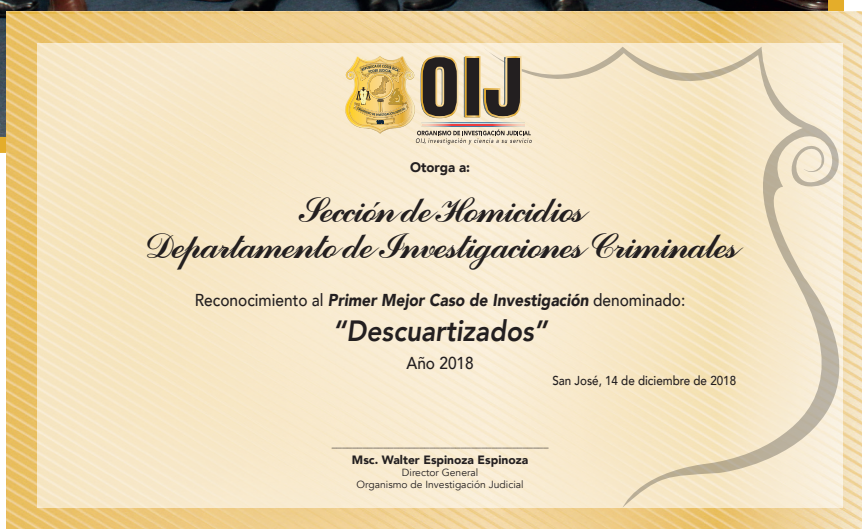 OIJ
ORGANISMO DE INVESTIGACIÓN JUDICIAL
OIJ, investigación y ciencia a su servicio
Otorga a:
Sección de Homicidios
Departamento de Investigaciones Criminales
Reconocimiento al Primer Mejor Caso de Investigación denominado:
“Descuartizados”
Año 2018
San José, 14 de diciembre de 2018
Msc. Walter Espinoza Espinoza
Director General
Organismo de Investigación Judicial